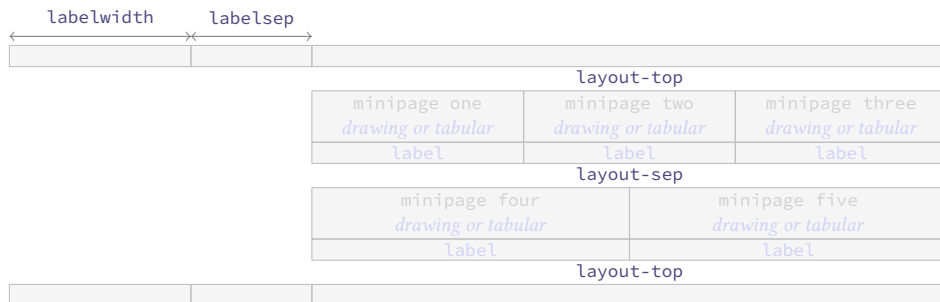 labelwidth labelsep
layout-top
minipage one minipage two minipage three
drawing or tabular drawing or tabular drawing or tabular
label label label
layout-sep
minipage four minipage five
drawing or tabular drawing or tabular
label label
layout-top